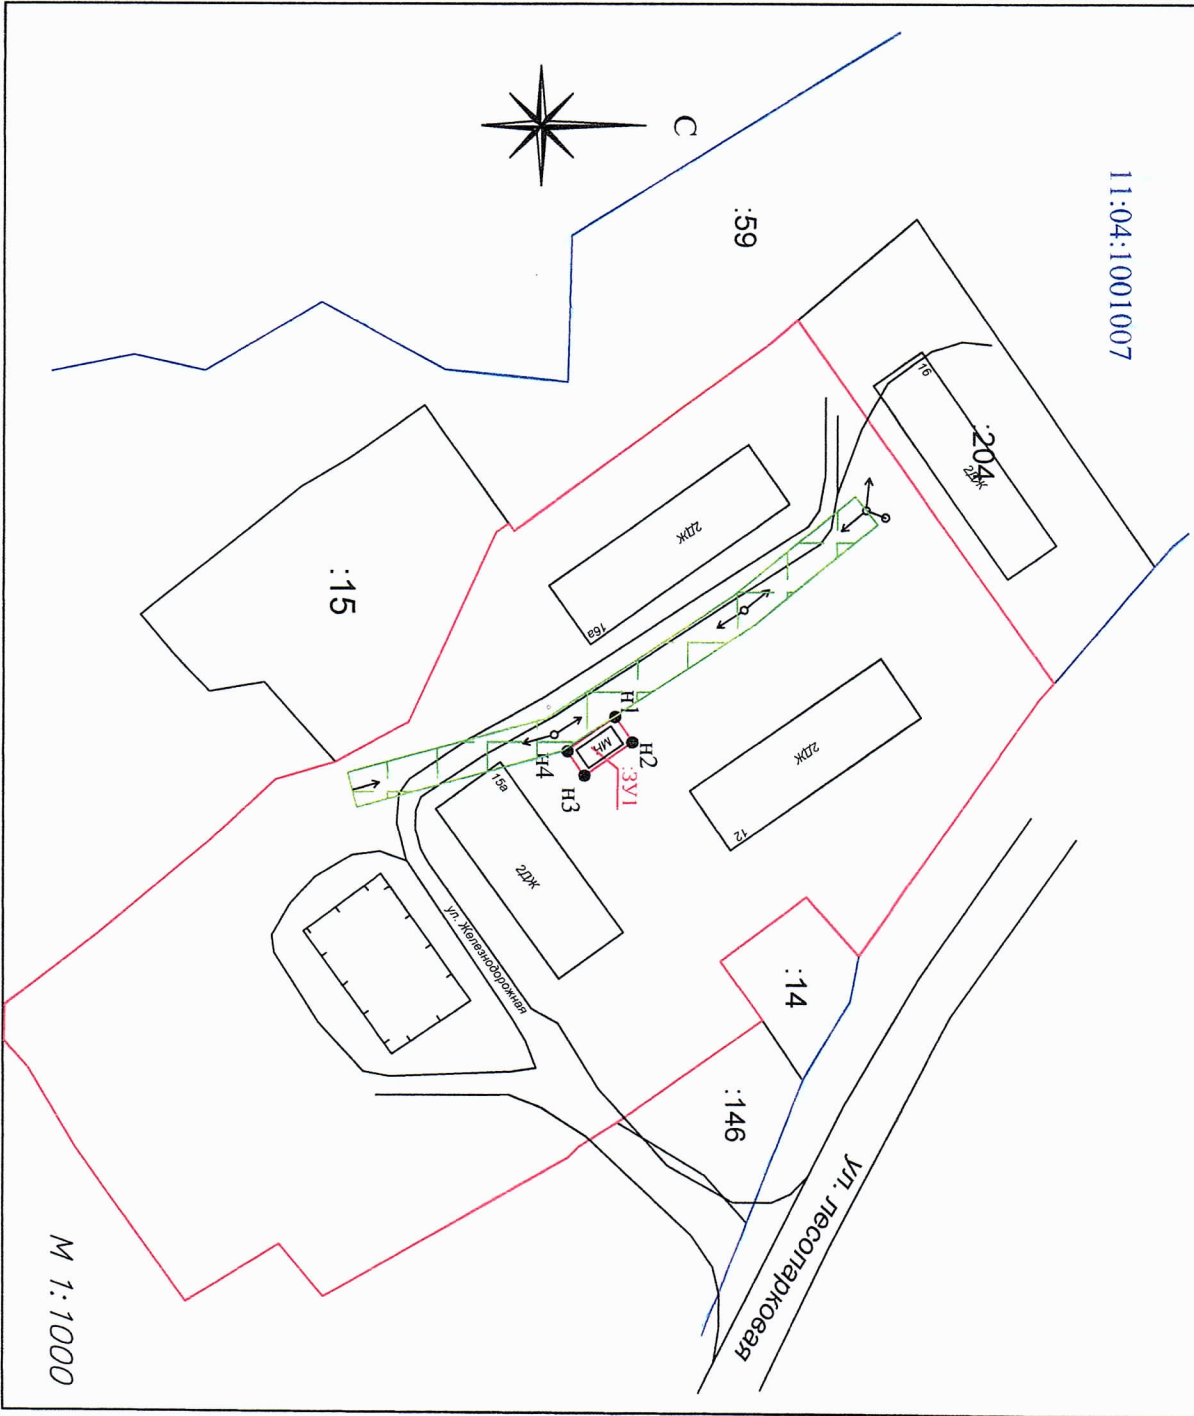 11:04:1001007
С
:59
:204
2ДЖ
16
2ДЖ
16а
:15
н1
н2
МН
:ЗУ1
н4
н3
2ДЖ
12
15а
2ДЖ
ул. Железнодорожная
:14
:146
ул. лесопарковая
М 1:1000